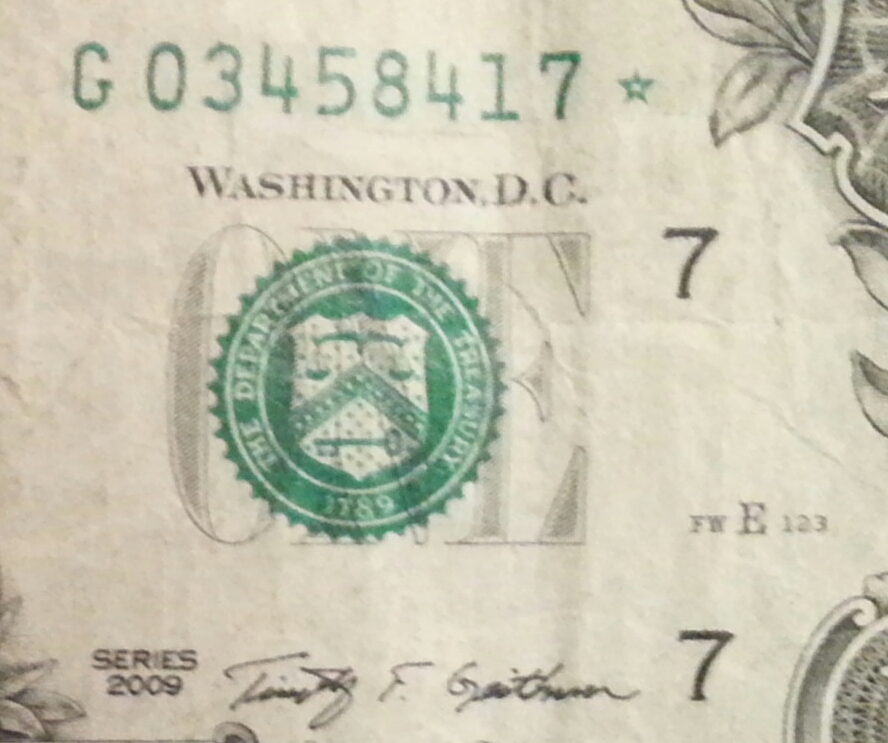 G 03458417 ☆
WASHINGTON, D.C.
ONE
THE DEPARTMENT OF THE TREASURY
1789
7
FW E 123
SERIES
2009
Timothy F. Geithner
7